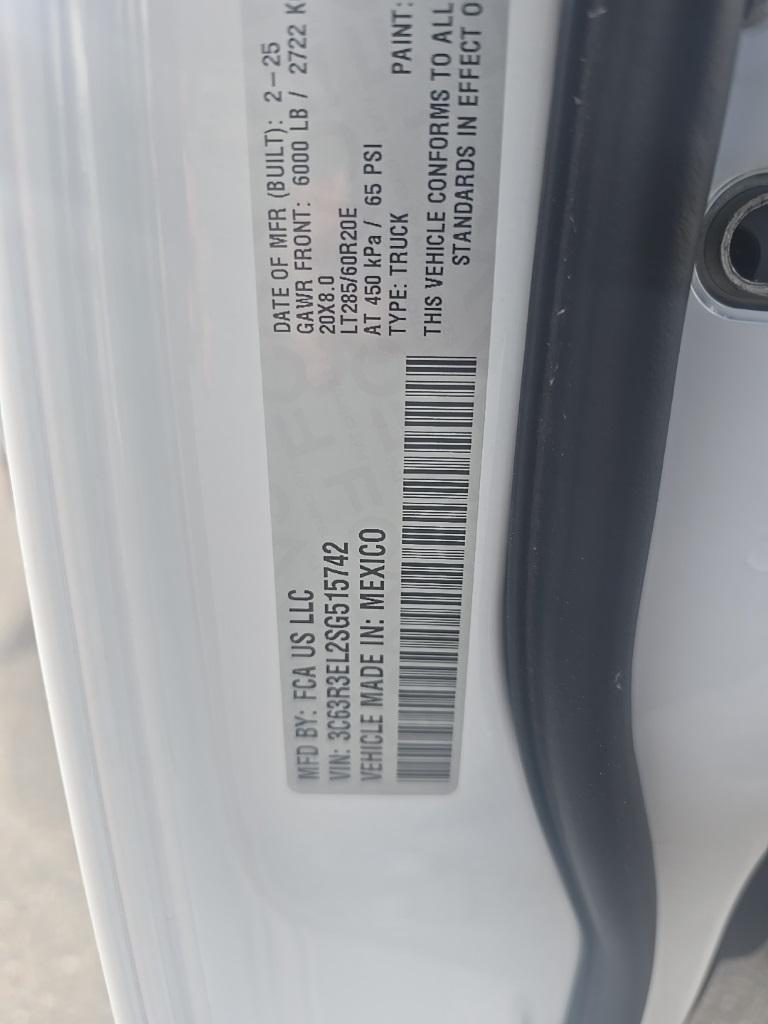 MFD BY: FCA US LLC
VIN: 3C63R3EL2SG515742
VEHICLE MADE IN: MEXICO
DATE OF MFR (BUILT): 2-25
GAWR FRONT: 6000 LB / 2722 K
20X8.0
LT285/60R20E
AT 450 kPa / 65 PSI
TYPE: TRUCK PAINT:
THIS VEHICLE CONFORMS TO ALL
STANDARDS IN EFFECT O